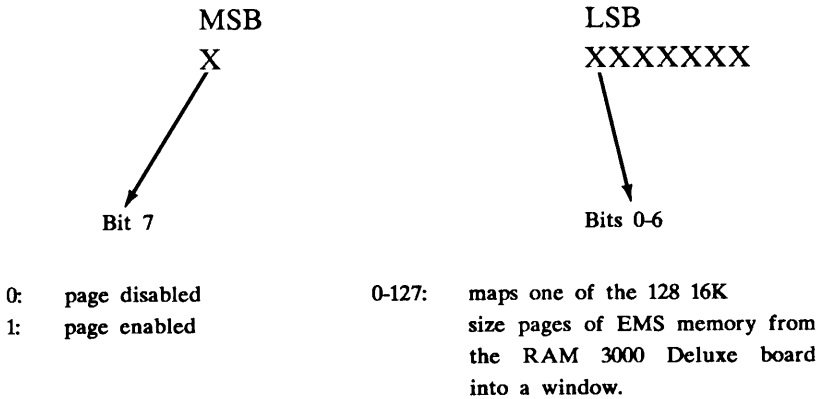 MSB
X
LSB
XXXXXXX
Bit 7
Bits 0-6
0: page disabled
1: page enabled
0-127: maps one of the 128 16K
size pages of EMS memory from
the RAM 3000 Deluxe board
into a window.